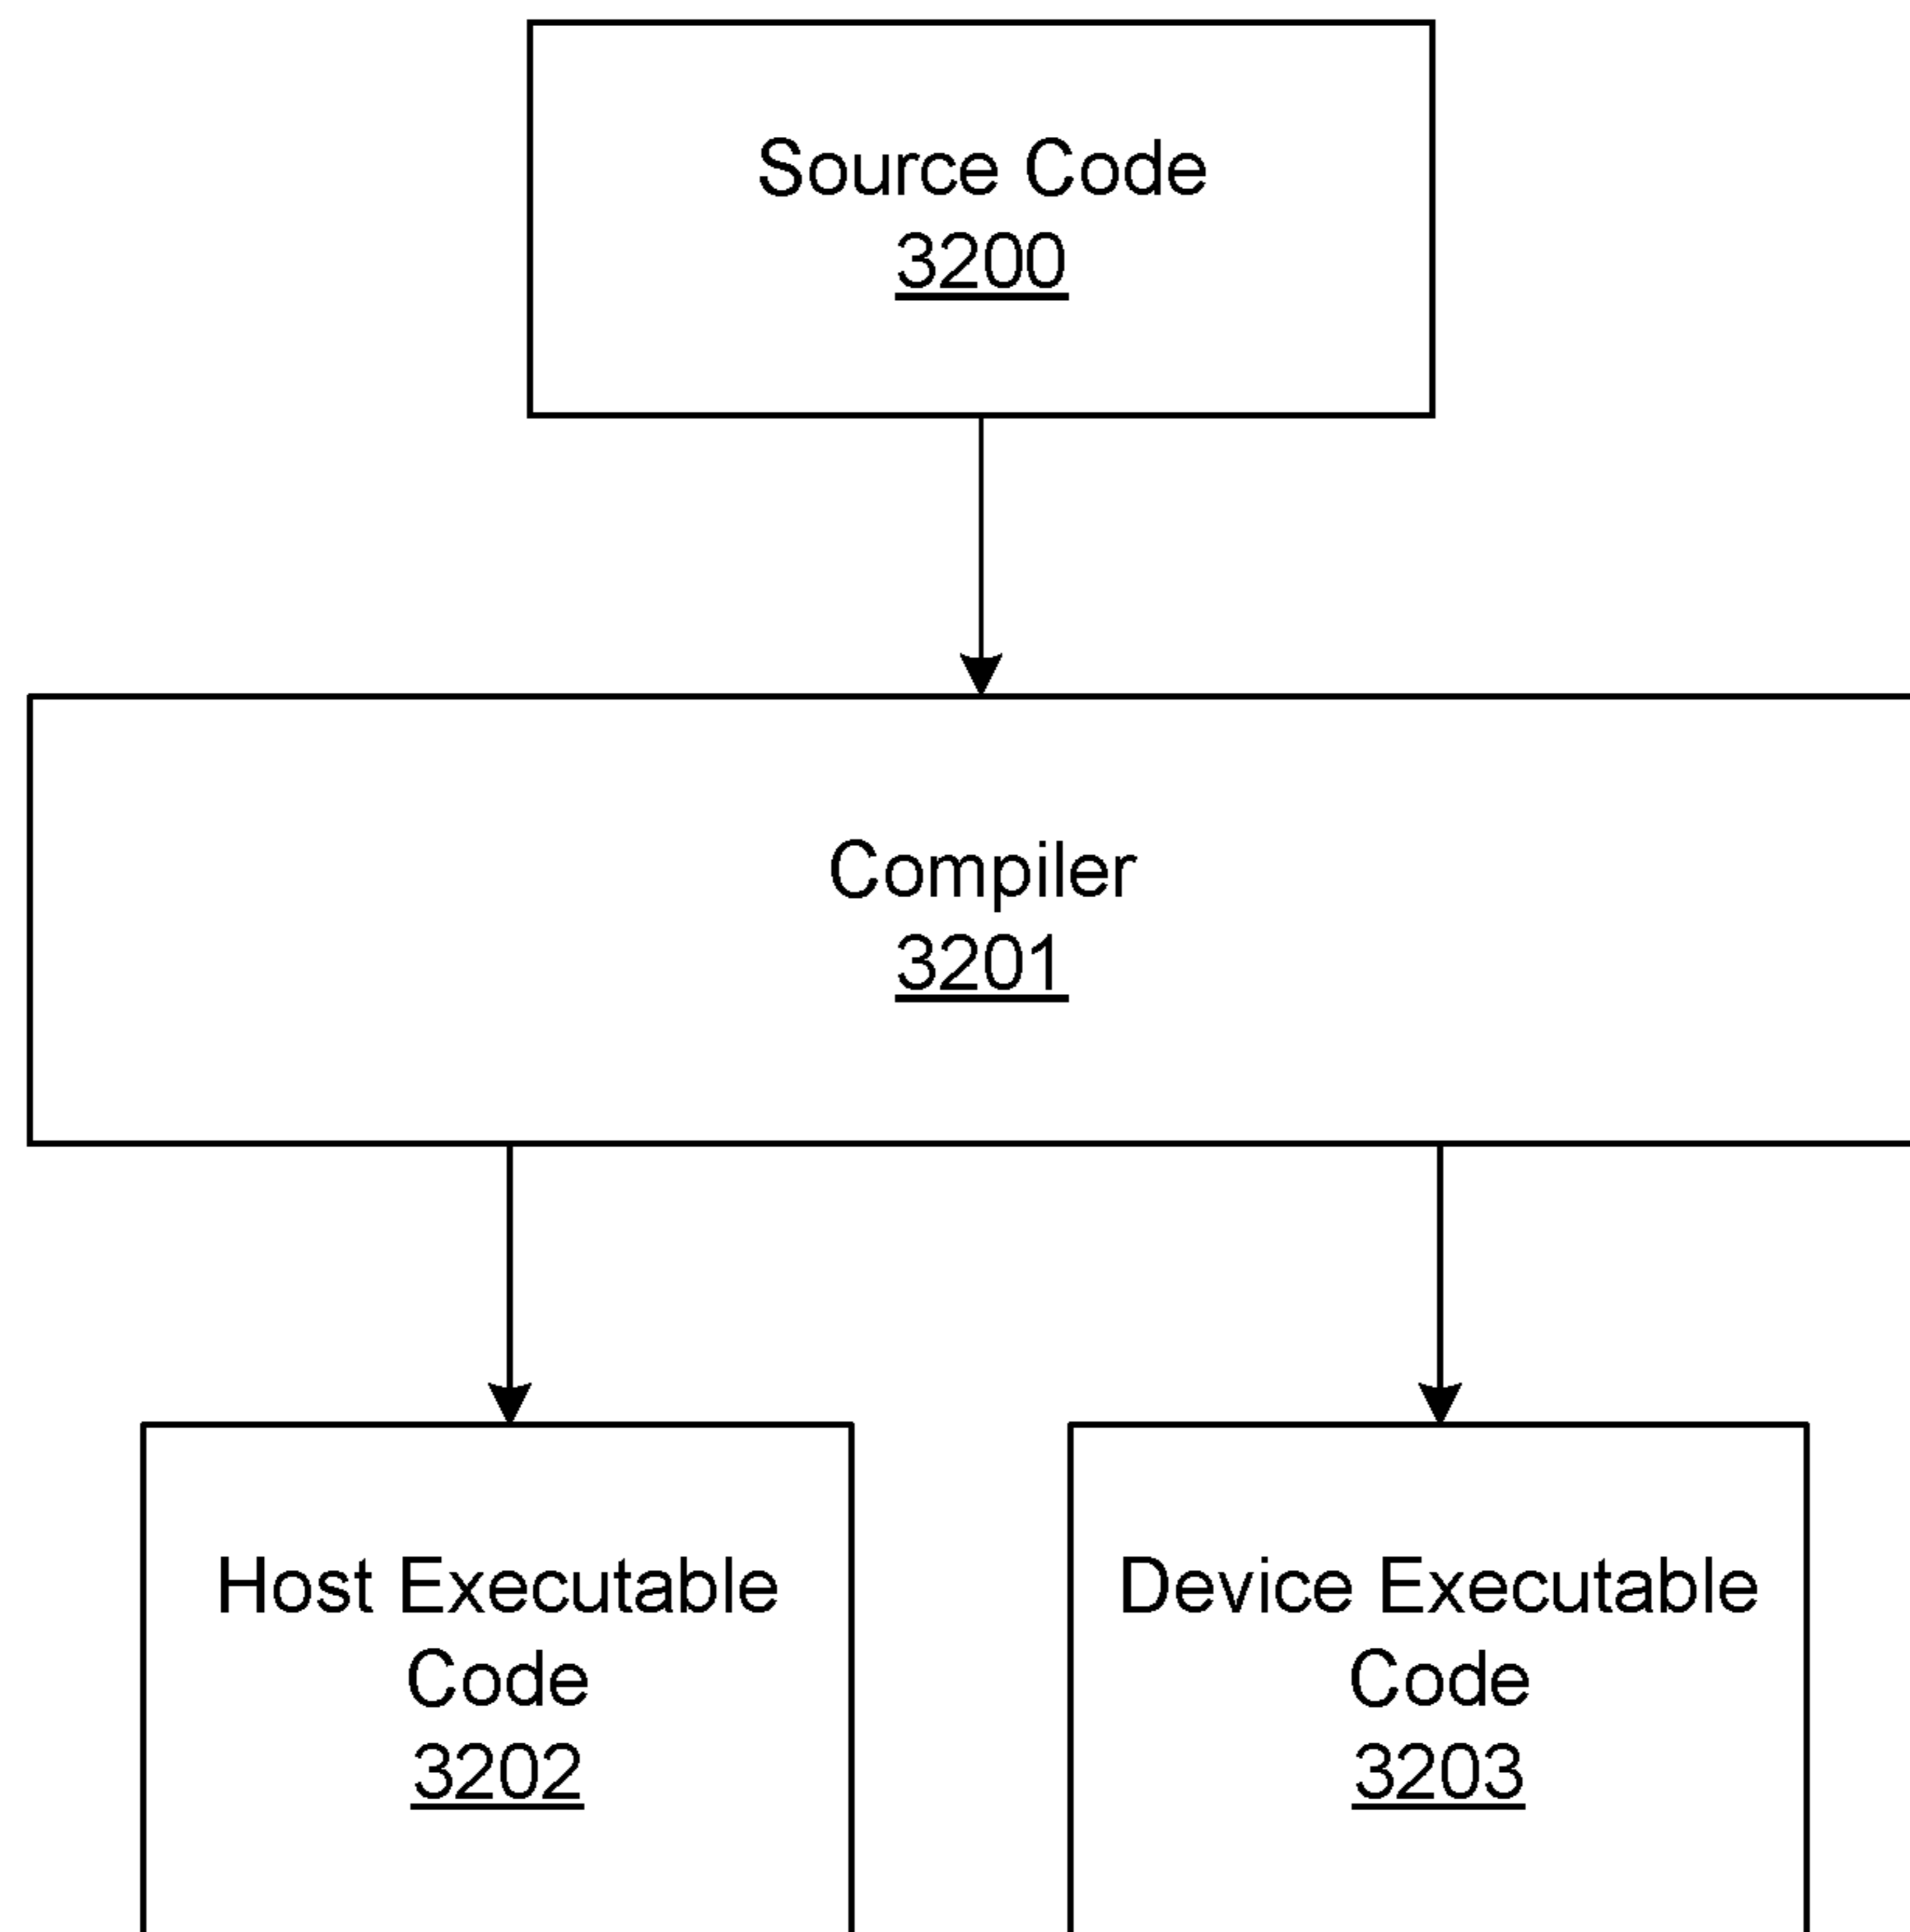 Source Code
3200
Compiler
3201
Host Executable
Code
3202
Device Executable
Code
3203